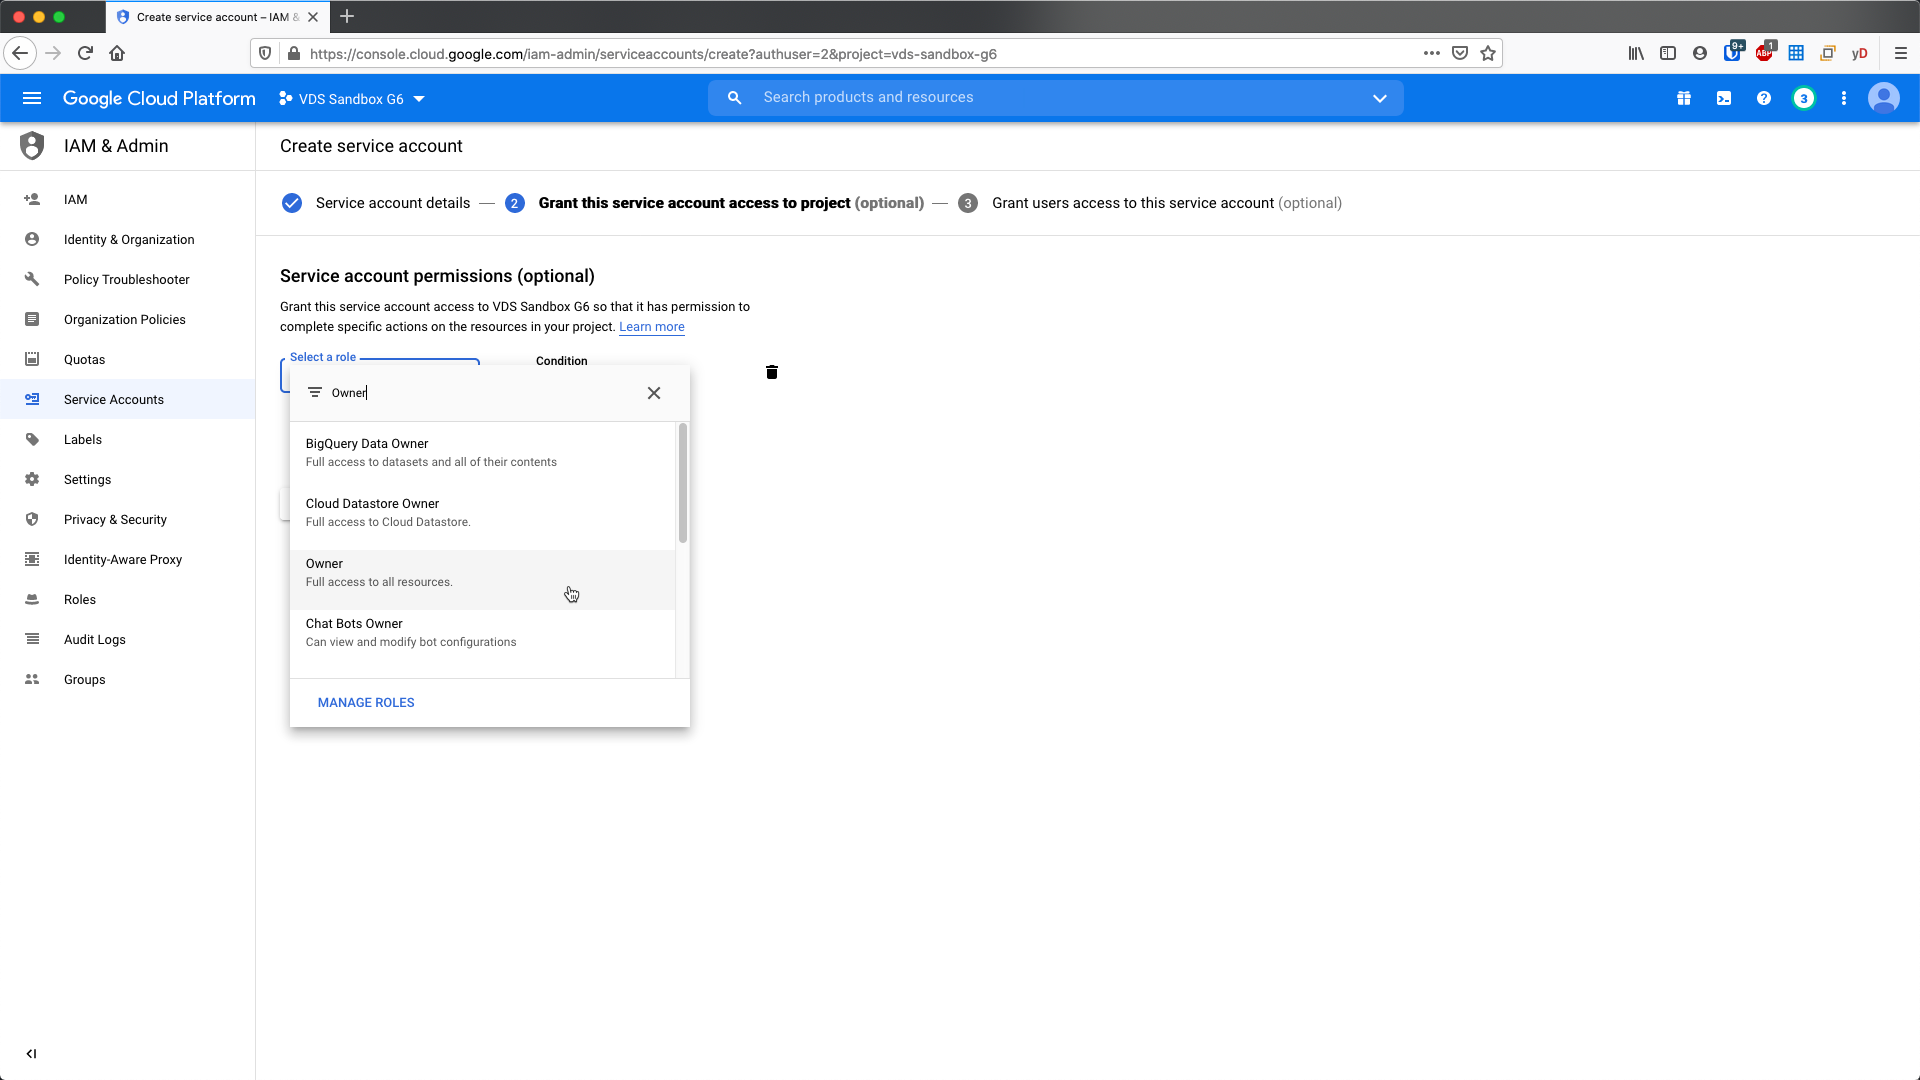 Create service account – IAM &
https://console.cloud.google.com/iam-admin/serviceaccounts/create?authuser=2&project=vds-sandbox-g6
9+
ABP
1
yD
Google Cloud Platform
VDS Sandbox G6
Search products and resources
3
IAM & Admin
IAM
Identity & Organization
Policy Troubleshooter
Organization Policies
Quotas
Service Accounts
Labels
Settings
Privacy & Security
Identity-Aware Proxy
Roles
Audit Logs
Groups
Create service account
Service account details — 2 Grant this service account access to project (optional) — 3 Grant users access to this service account (optional)
Service account permissions (optional)
Grant this service account access to VDS Sandbox G6 so that it has permission to
complete specific actions on the resources in your project. Learn more
Select a role
Condition
Owner
BigQuery Data Owner
Full access to datasets and all of their contents
Cloud Datastore Owner
Full access to Cloud Datastore.
Owner
Full access to all resources.
Chat Bots Owner
Can view and modify bot configurations
MANAGE ROLES